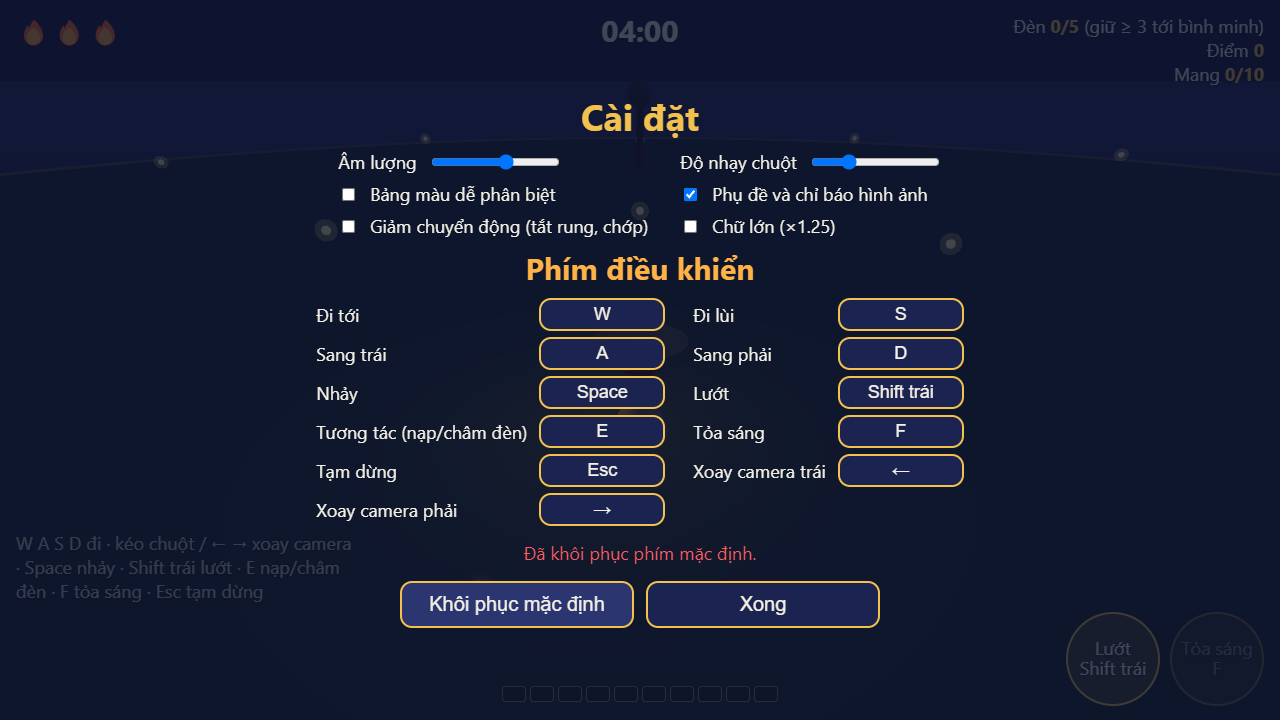 04:00
Đèn 0/5 (giữ ≥ 3 tới bình minh)
Điểm 0
Mang 0/10
Cài đặt
Âm lượng
Độ nhạy chuột
Bảng màu dễ phân biệt
Phụ đề và chỉ báo hình ảnh
Giảm chuyển động (tắt rung, chớp)
Chữ lớn (×1.25)
Phím điều khiển
Đi tới W Đi lùi S
Sang trái A Sang phải D
Nhảy Space Lướt Shift trái
Tương tác (nạp/châm đèn) E Tỏa sáng F
Tạm dừng Esc Xoay camera trái ←
Xoay camera phải →
W A S D đi · kéo chuột / ← → xoay camera
· Space nhảy · Shift trái lướt · E nạp/châm
đèn · F tỏa sáng · Esc tạm dừng
Đã khôi phục phím mặc định.
Khôi phục mặc định
Xong
Lướt
Shift trái
Tỏa sáng
F